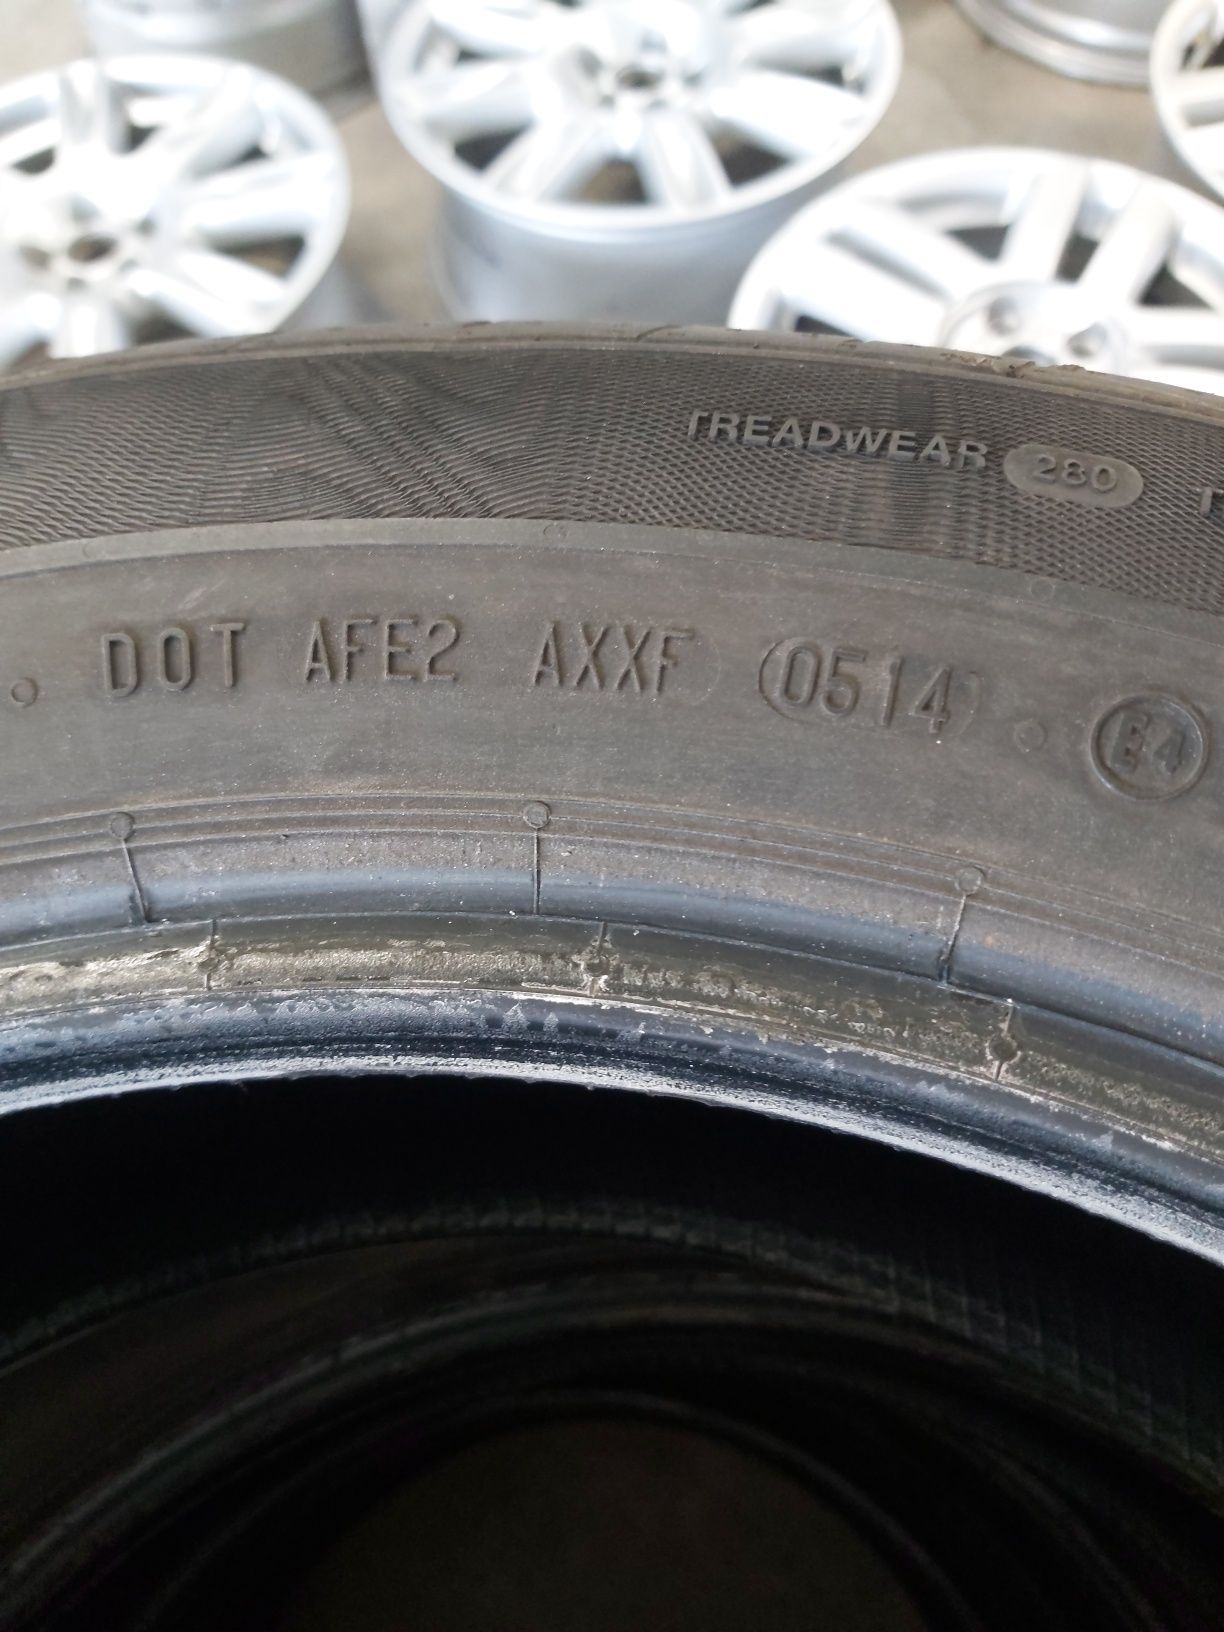 TREADWEAR 280
DOT AFE2 AXXF 0514 E4